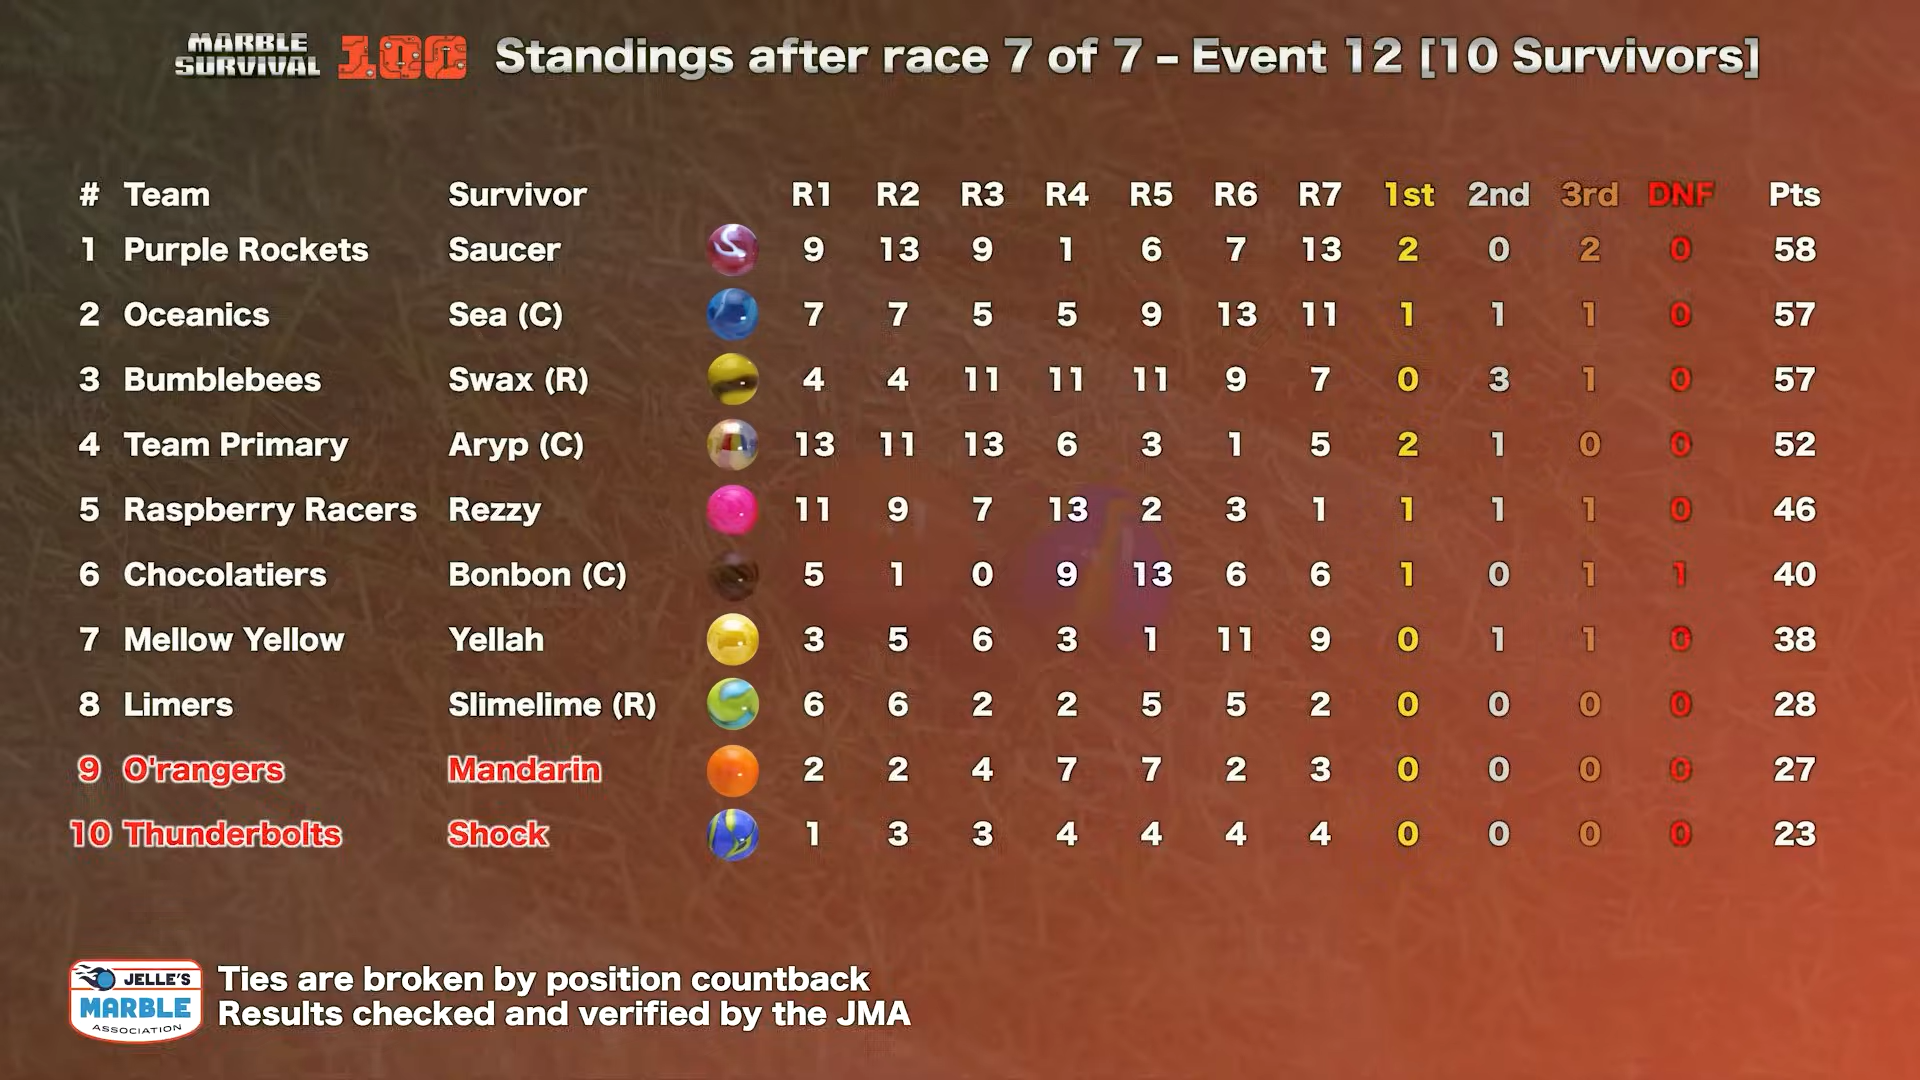 MARBLE SURVIVAL 100 Standings after race 7 of 7 – Event 12 [10 Survivors]
# Team Survivor R1 R2 R3 R4 R5 R6 R7 1st 2nd 3rd DNF Pts
1 Purple Rockets Saucer 9 13 9 1 6 7 13 2 0 2 0 58
2 Oceanics Sea (C) 7 7 5 5 9 13 11 1 1 1 0 57
3 Bumblebees Swax (R) 4 4 11 11 11 9 7 0 3 1 0 57
4 Team Primary Aryp (C) 13 11 13 6 3 1 5 2 1 0 0 52
5 Raspberry Racers Rezzy 11 9 7 13 2 3 1 1 1 1 0 46
6 Chocolatiers Bonbon (C) 5 1 0 9 13 6 6 1 0 1 1 40
7 Mellow Yellow Yellah 3 5 6 3 1 11 9 0 1 1 0 38
8 Limers Slimelime (R) 6 6 2 2 5 5 2 0 0 0 0 28
9 O'rangers Mandarin 2 2 4 7 7 2 3 0 0 0 0 27
10 Thunderbolts Shock 1 3 3 4 4 4 4 0 0 0 0 23
JELLE'S MARBLE ASSOCIATION
Ties are broken by position countback
Results checked and verified by the JMA